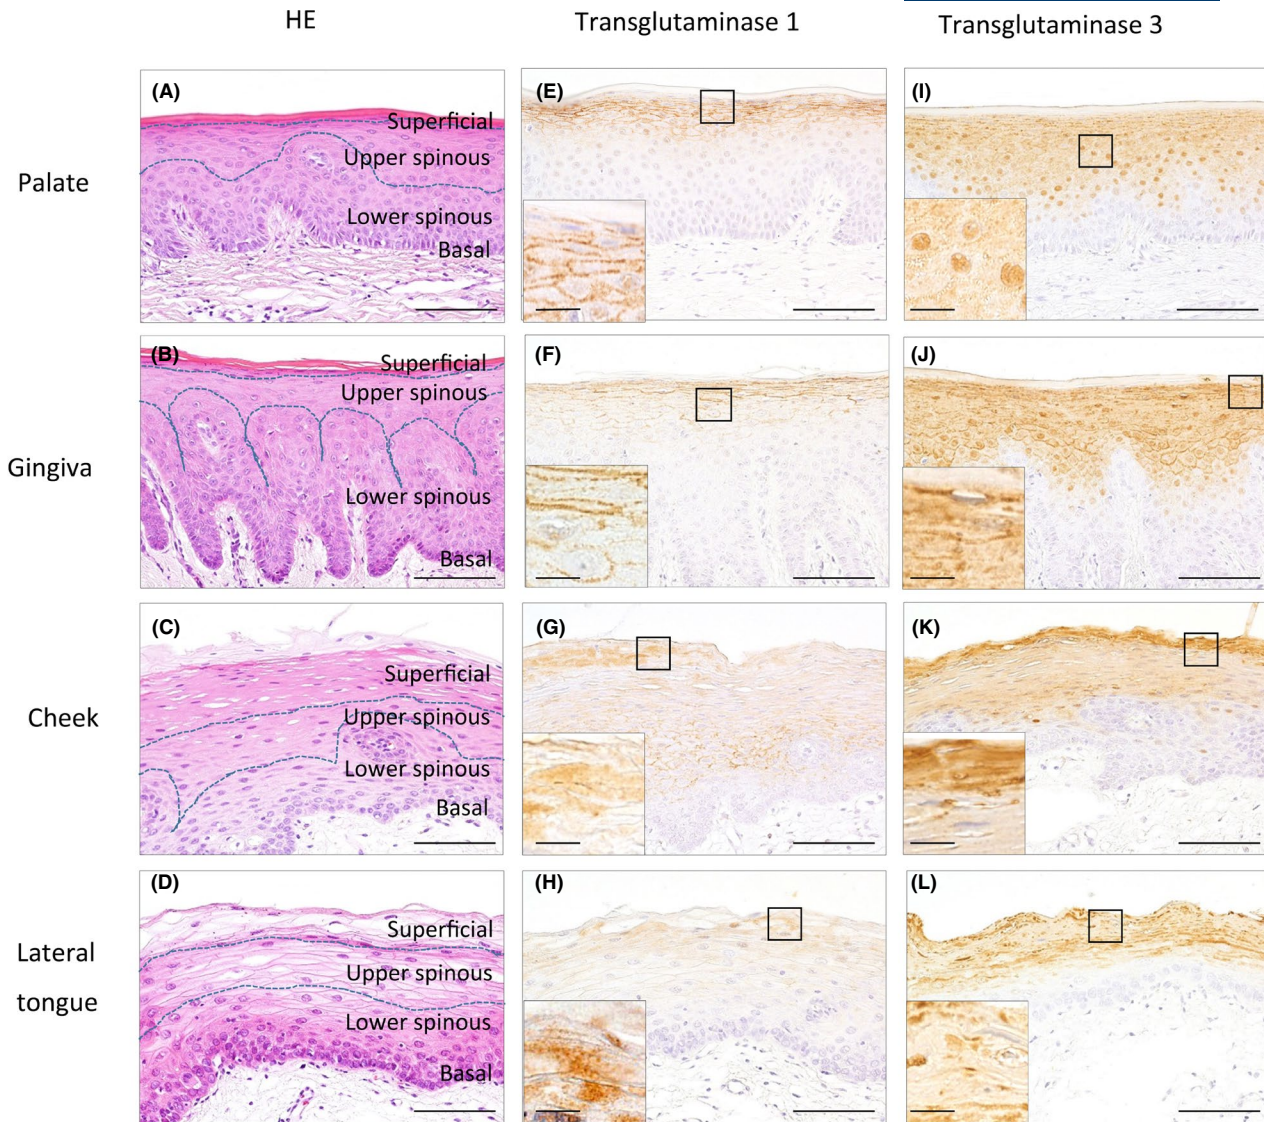 HE
Transglutaminase 1
Transglutaminase 3
Palate
(A)
Superficial
Upper spinous
Lower spinous
Basal
(E)
(I)
Gingiva
(B)
Superficial
Upper spinous
Lower spinous
Basal
(F)
(J)
Cheek
(C)
Superficial
Upper spinous
Lower spinous
Basal
(G)
(K)
Lateral
tongue
(D)
Superficial
Upper spinous
Lower spinous
Basal
(H)
(L)